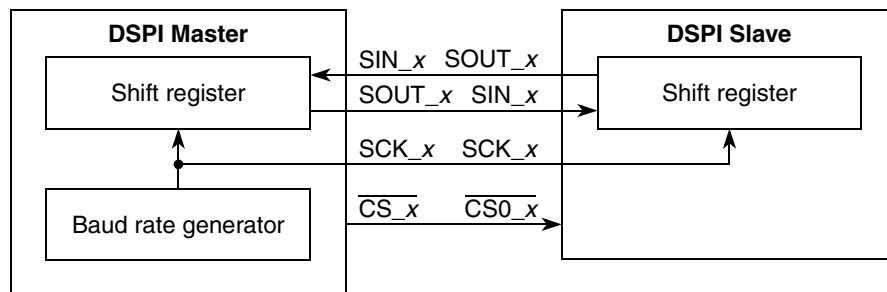 DSPI Master
DSPI Slave
SIN_x SOUT_x
Shift register
Shift register
SOUT_x SIN_x
SCK_x SCK_x
CS_x CS0_x
Baud rate generator